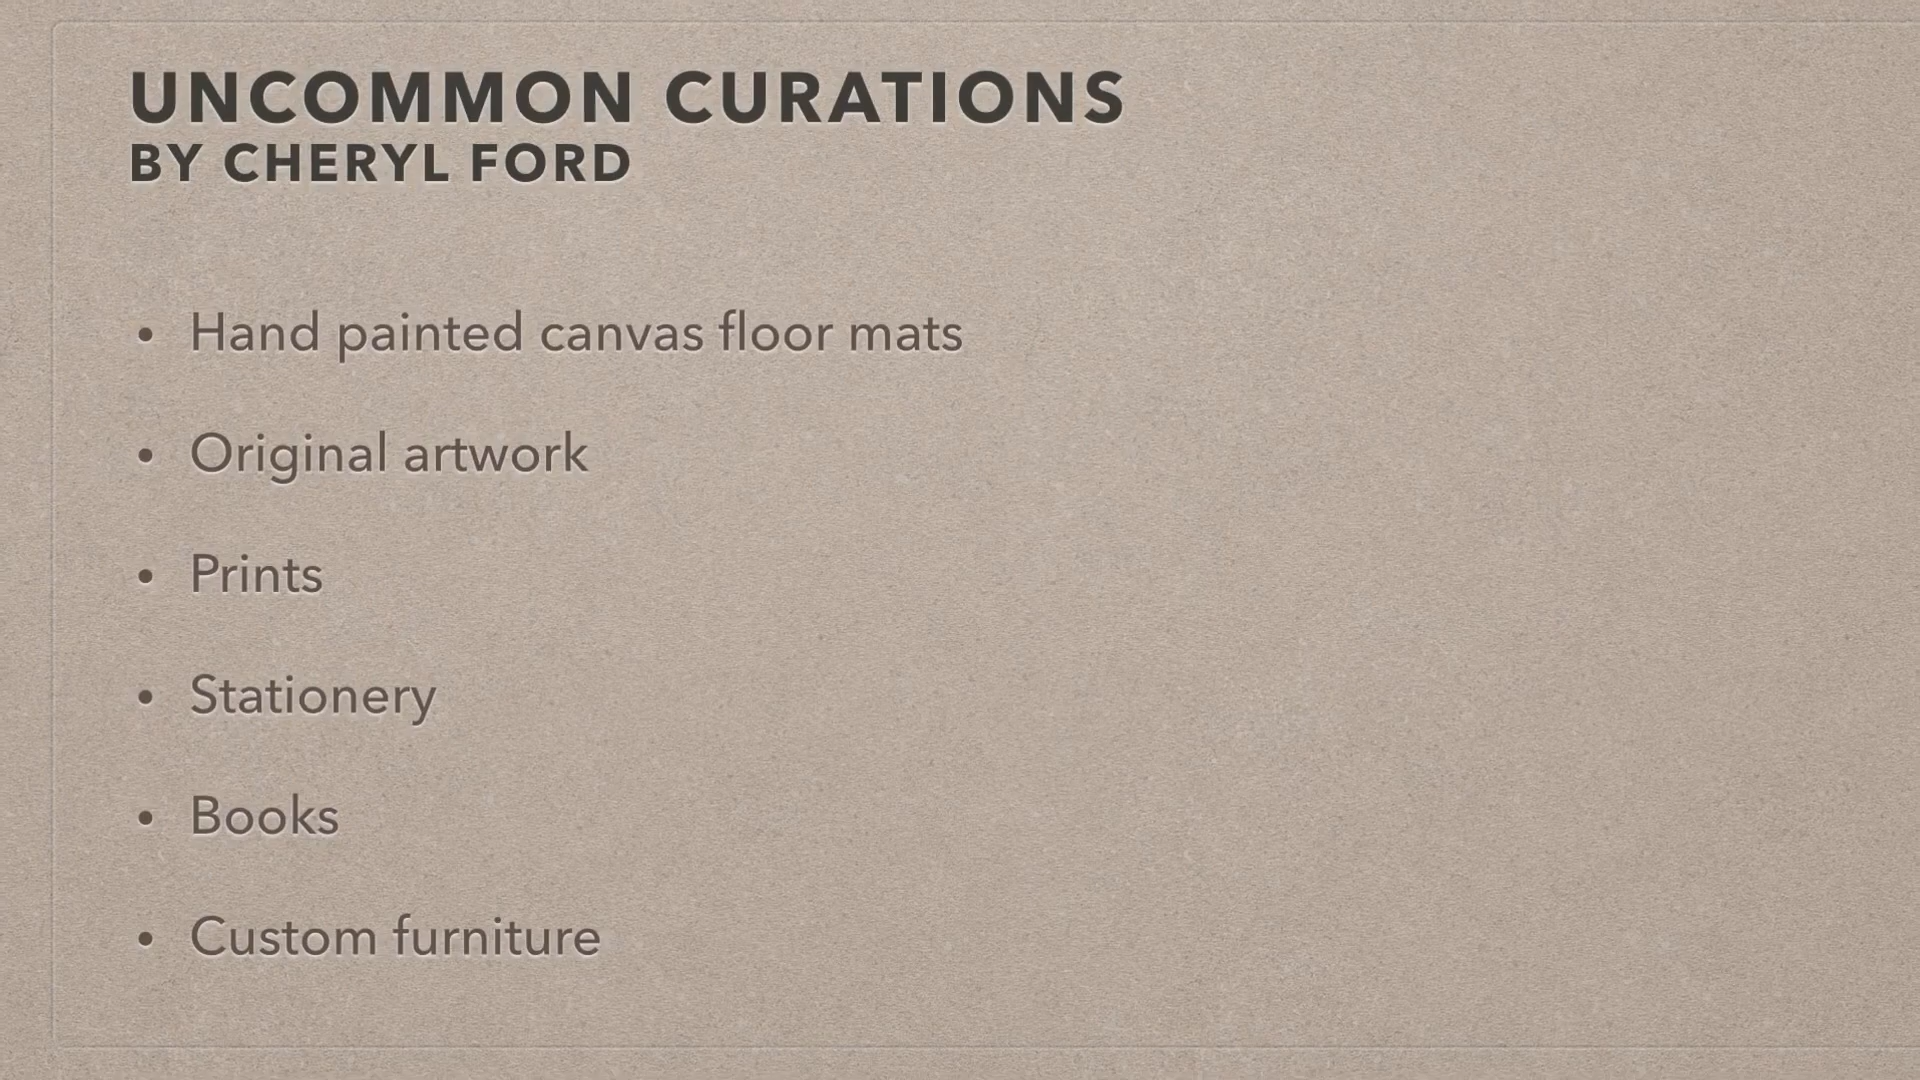 UNCOMMON CURATIONS
BY CHERYL FORD
• Hand painted canvas floor mats
• Original artwork
• Prints
• Stationery
• Books
• Custom furniture